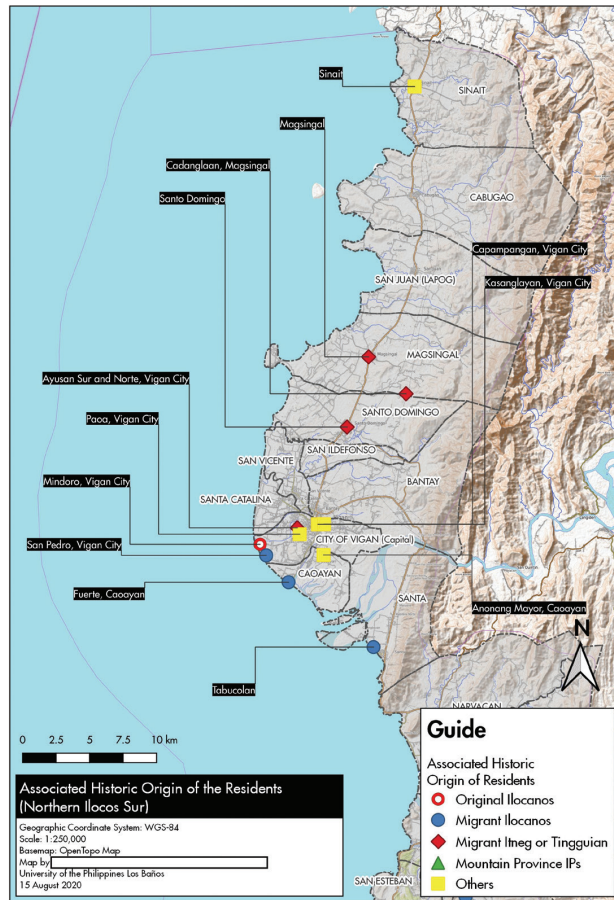 Sinait
SINAIT
Magsingal
Cadanglaan, Magsingal
Santo Domingo
CABUGAO
Capampangan, Vigan City
SAN JUAN (LAPOG)
Kasanglayan, Vigan City
Magsingal
MAGSINGAL
Ayusan Sur and Norte, Vigan City
SANTO DOMINGO
Paoa, Vigan City
Santo Domingo
SAN ILDEFONSO
SAN VICENTE
BANTAY
Mindoro, Vigan City
SANTA CATALINA
CITY OF VIGAN (Capital)
San Pedro, Vigan City
CAOAYAN
Fuerte, Caoayan
SANTA
Anonang Mayor, Caoayan
N
Tabucolan
NARVACAN
0 2.5 5 7.5 10 km
Guide
Associated Historic
Origin of Residents
Original Ilocanos
Migrant Ilocanos
Migrant Itneg or Tingguian
Mountain Province IPs
Others
Associated Historic Origin of the Residents
(Northern Ilocos Sur)
Geographic Coordinate System: WGS-84
Scale: 1:250,000
Basemap: OpenTopo Map
Map by
University of the Philippines Los Baños
15 August 2020
SAN ESTEBAN